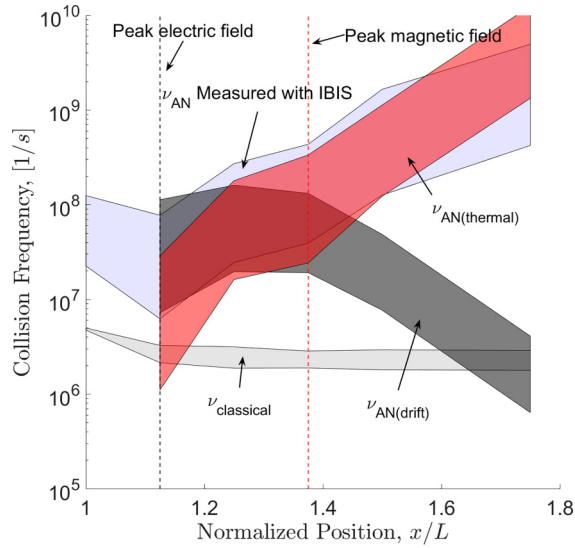 10^10
Peak electric field
Peak magnetic field
ν_AN Measured with IBIS
10^9
10^8
ν_AN(thermal)
10^7
10^6
ν_classical
ν_AN(drift)
10^5
Collision Frequency, [1/s]
1 1.2 1.4 1.6 1.8
Normalized Position, x/L